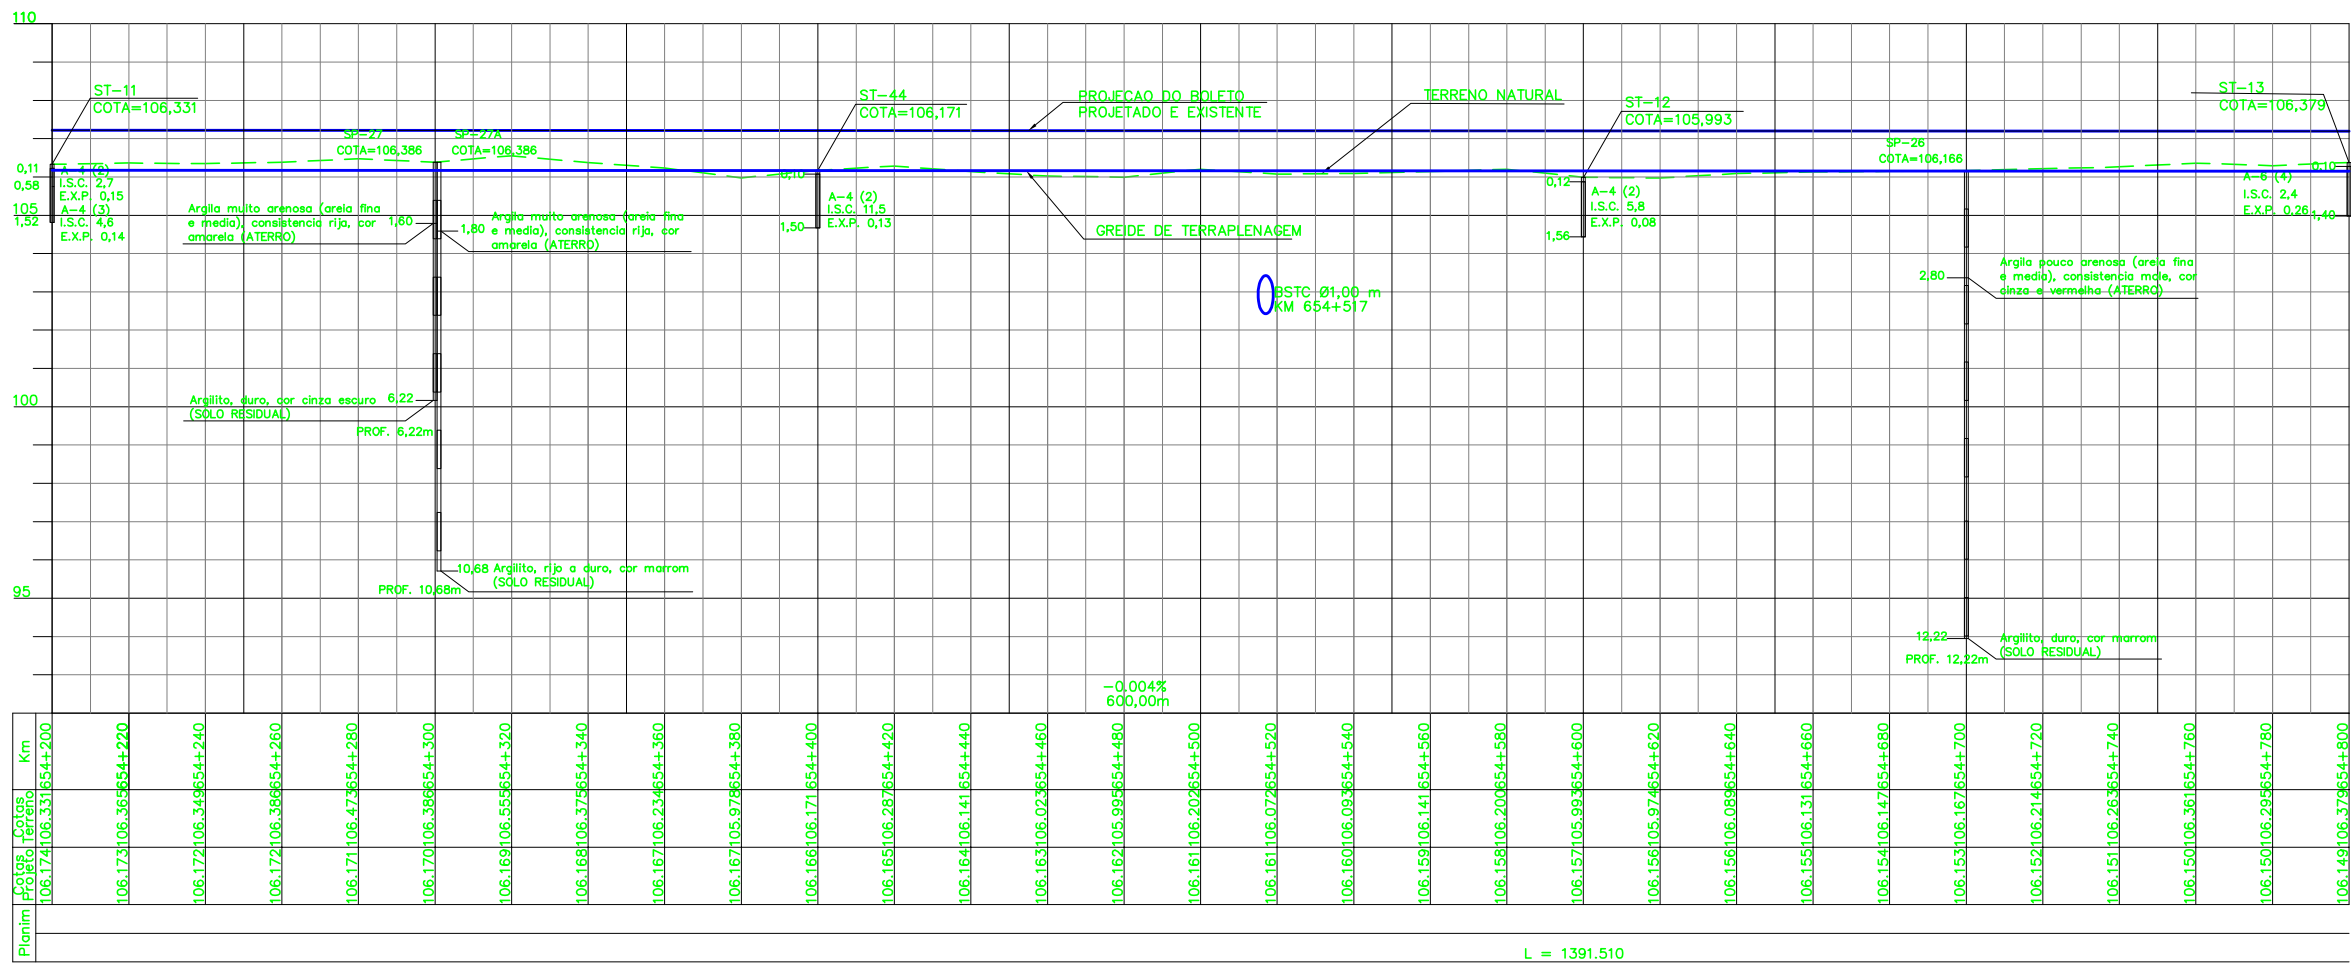 110
ST-11
COTA=106,331
SP-27
COTA=106,386
SP-27A
COTA=106,386
ST-44
COTA=106,171
PROJECAO DO BOLETO
PROJETADO E EXISTENTE
TERRENO NATURAL
ST-12
COTA=105,993
SP-26
COTA=106,166
ST-13
COTA=106,379
0,11
0,58
105
1,52
A-4 (2)
I.S.C. 2,7
E.X.P. 0,15
A-4 (3)
I.S.C. 4,6
E.X.P. 0,14
Argila muito arenosa (areia fina
e media), consistencia rija, cor
amarela (ATERRO)
1,60
1,80
Argila muito arenosa (areia fina
e media), consistencia rija, cor
amarela (ATERRO)
0,10
1,50
A-4 (2)
I.S.C. 11,5
E.X.P. 0,13
GREIDE DE TERRAPLENAGEM
BSTC Ø1,00 m
KM 654+517
0,12
1,56
A-4 (2)
I.S.C. 5,8
E.X.P. 0,08
2,80
Argila pouco arenosa (areia fina
e media), consistencia mole, cor
cinza e vermelha (ATERRO)
0,10
A-6 (4)
I.S.C. 2,4
E.X.P. 0,26
1,40
100
Argilito, duro, cor cinza escuro
(SOLO RESIDUAL)
6,22
PROF. 6,22m
10,68
Argilito, rijo a duro, cor marrom
(SOLO RESIDUAL)
PROF. 10,68m
95
12,22
Argilito, duro, cor marrom
(SOLO RESIDUAL)
PROF. 12,22m
-0.004%
600,00m
Km
654+200 654+220 654+240 654+260 654+280 654+300 654+320 654+340 654+360 654+380 654+400 654+420 654+440 654+460 654+480 654+500 654+520 654+540 654+560 654+580 654+600 654+620 654+640 654+660 654+680 654+700 654+720 654+740 654+760 654+780 654+800
Cotas
Terreno
106.331 106.365 106.349 106.386 106.473 106.386 106.555 106.375 106.234 105.978 106.171 106.287 106.141 106.023 105.995 106.202 106.072 106.093 106.141 106.200 105.993 105.974 106.089 106.131 106.147 106.167 106.214 106.263 106.361 106.295 106.379
Cotas
Projeto
106.174 106.173 106.172 106.172 106.171 106.170 106.169 106.168 106.167 106.167 106.166 106.165 106.164 106.163 106.162 106.161 106.161 106.160 106.159 106.158 106.157 106.156 106.156 106.155 106.154 106.153 106.152 106.151 106.150 106.150 106.149
Planim
L = 1391.510